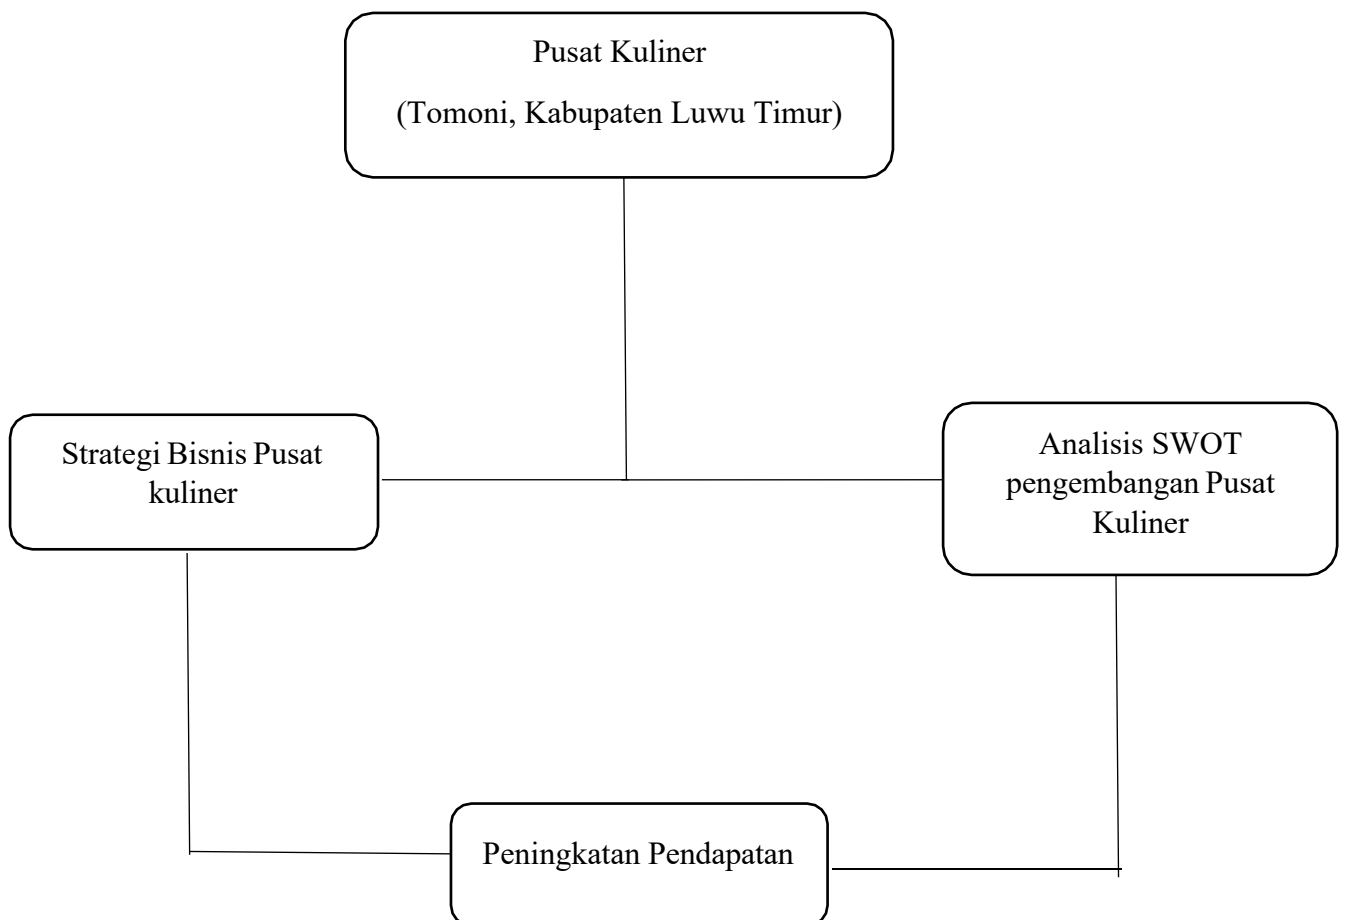 Pusat Kuliner
(Tomoni, Kabupaten Luwu Timur)
Strategi Bisnis Pusat
kuliner
Analisis SWOT
pengembangan Pusat
Kuliner
Peningkatan Pendapatan